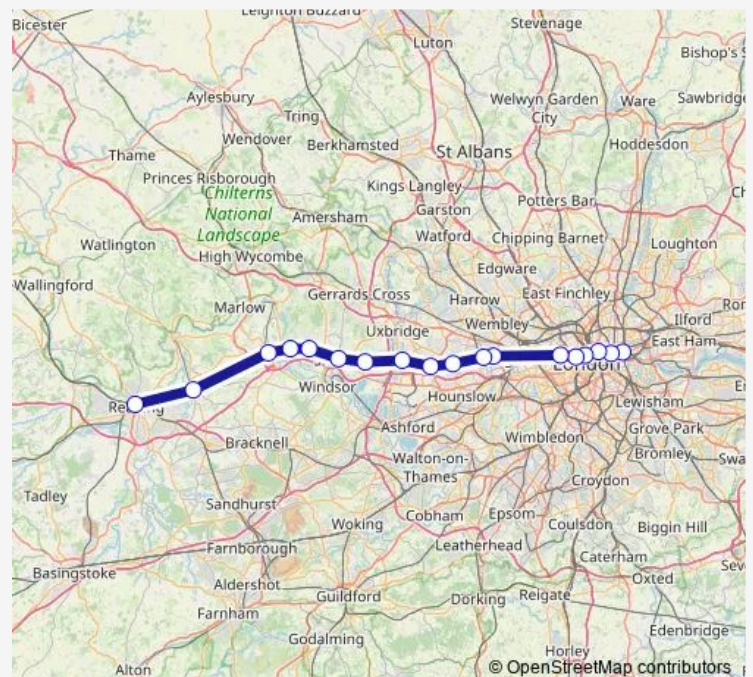 Leighton Buzzard
Bicester
Stevenage
Luton
Bishop's
Aylesbury
Welwyn Garden
City
Ware
Tring
Wendover
Berkhamsted
Hoddesdon
Thame
St Albans
Princes Risborough
Kings Langley
Chilterns
National
Landscape
Garston
Potters Bar
Amersham
Watford
Chipping Barnet
Loughton
Watlington
High Wycombe
Edgware
Wallingford
Gerrards Cross
Harrow
East Finchley
Marlow
Uxbridge
Wembley
Ilford
East Ham
London
Windsor
Hounslow
Lewisham
Ashford
Grove Park
Bracknell
Wimbledon
Bromley
Walton-on-
Thames
Croydon
Tadley
Sandhurst
Cobham
Epsom
Woking
Coulsdon
Biggin Hill
Farnborough
Leatherhead
Caterham
Basingstoke
Oxted
Aldershot
Guildford
Dorking
Reigate
Farnham
Edenbridge
Godalming
Horley
Alton
© OpenStreetMap contributors